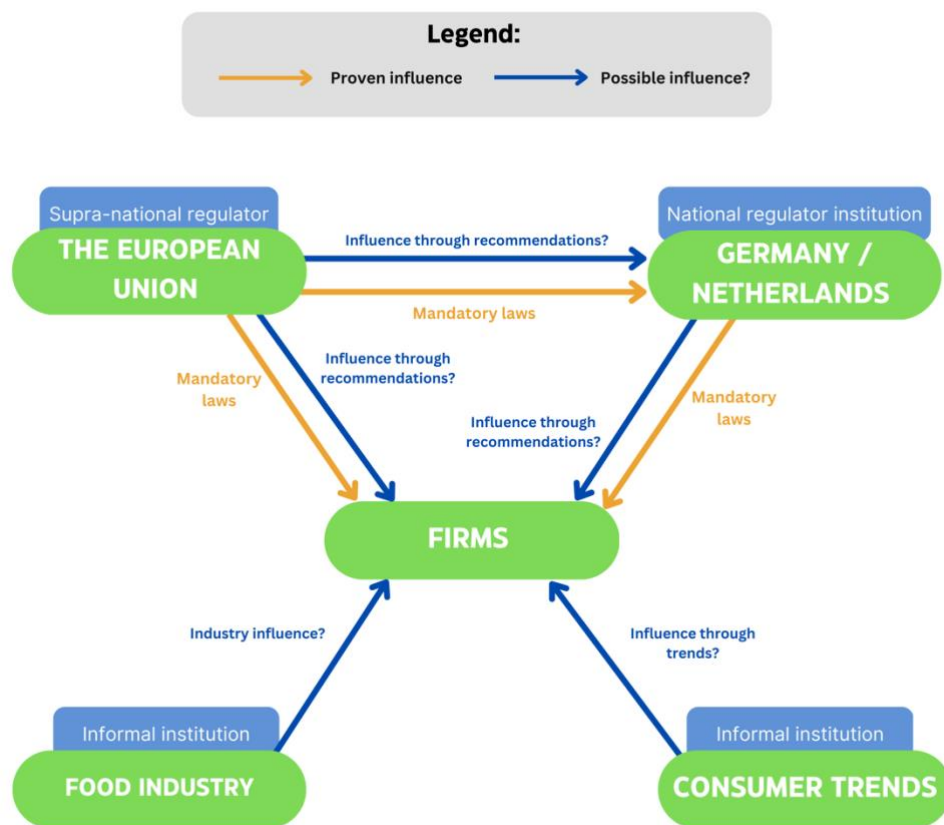 Legend:
Proven influence
Possible influence?
Supra-national regulator
THE EUROPEAN
UNION
National regulator institution
GERMANY /
NETHERLANDS
Influence through recommendations?
Mandatory laws
Mandatory
laws
Influence through
recommendations?
Influence through
recommendations?
Mandatory
laws
FIRMS
Industry influence?
Influence through
trends?
Informal institution
FOOD INDUSTRY
Informal institution
CONSUMER TRENDS